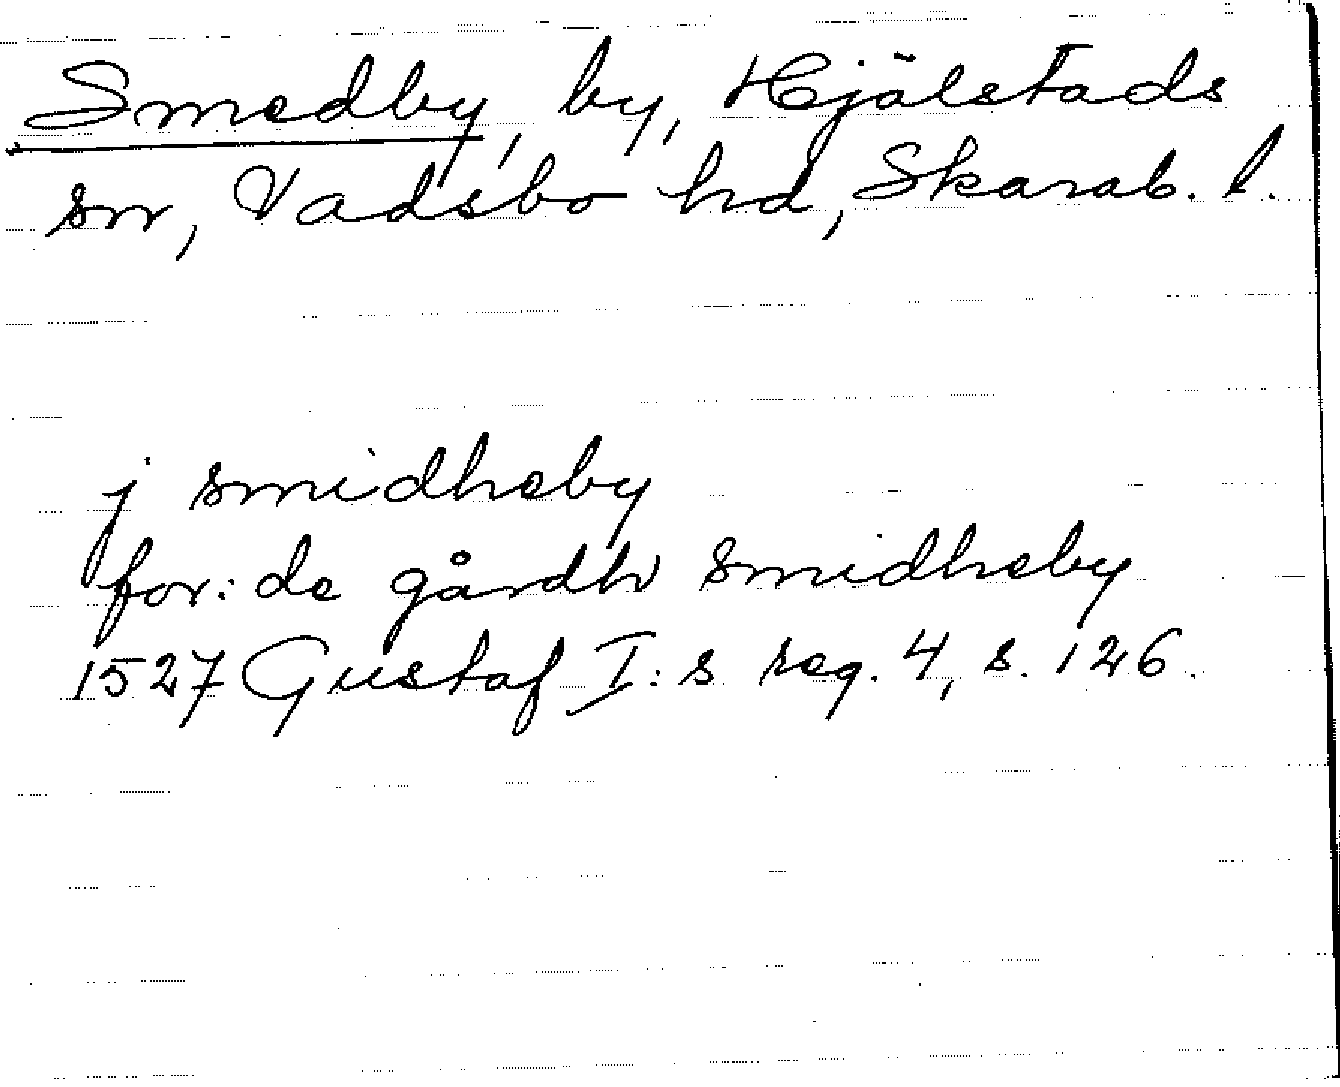 Smedby, by, Hjälstads
sn, Vadsbo hd, Skarab. l.
j smidheby
for: de gårdh smidheby
1527 Gustaf I: s reg. 4, s. 126.